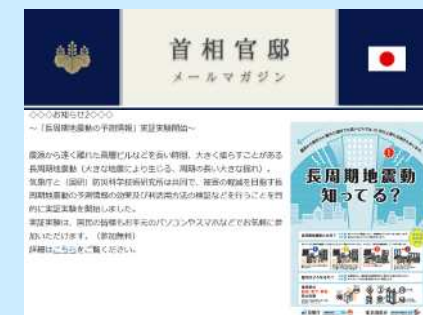 首相官邸
メールマガジン
◇◇◇お知らせ2◇◇◇
～「長周期地震動の予測情報」実証実験開始～
震源から遠く離れた高層ビルなどを長い時間、大きく揺らすことがある
長周期地震動（大きな地震により生じる、周期の長い大きな揺れ）。
気象庁と（国研）防災科学技術研究所は共同で、被害の軽減を目指す長
周期地震動の予測情報の効果及び利活用方法の検証などを行うことを目
的に実証実験を開始しました。
実証実験は、国民の皆様もお手元のパソコンやスマホなどでお気軽に参
加いただけます。（参加無料）
詳細はこちらをご覧ください。
長周期地震動
知ってる？